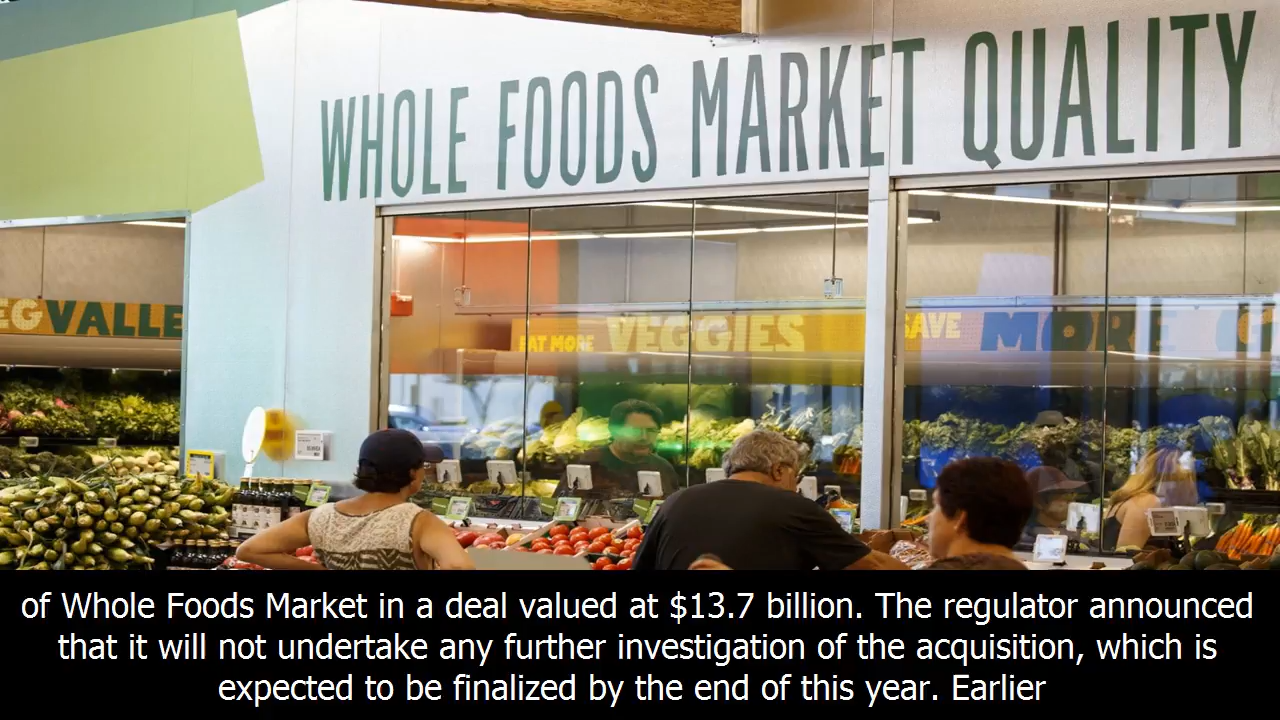 WHOLE FOODS MARKET QUALITY
EG VALLE
EAT MORE VEGGIES
SAVE MORE G
of Whole Foods Market in a deal valued at $13.7 billion. The regulator announced
that it will not undertake any further investigation of the acquisition, which is
expected to be finalized by the end of this year. Earlier